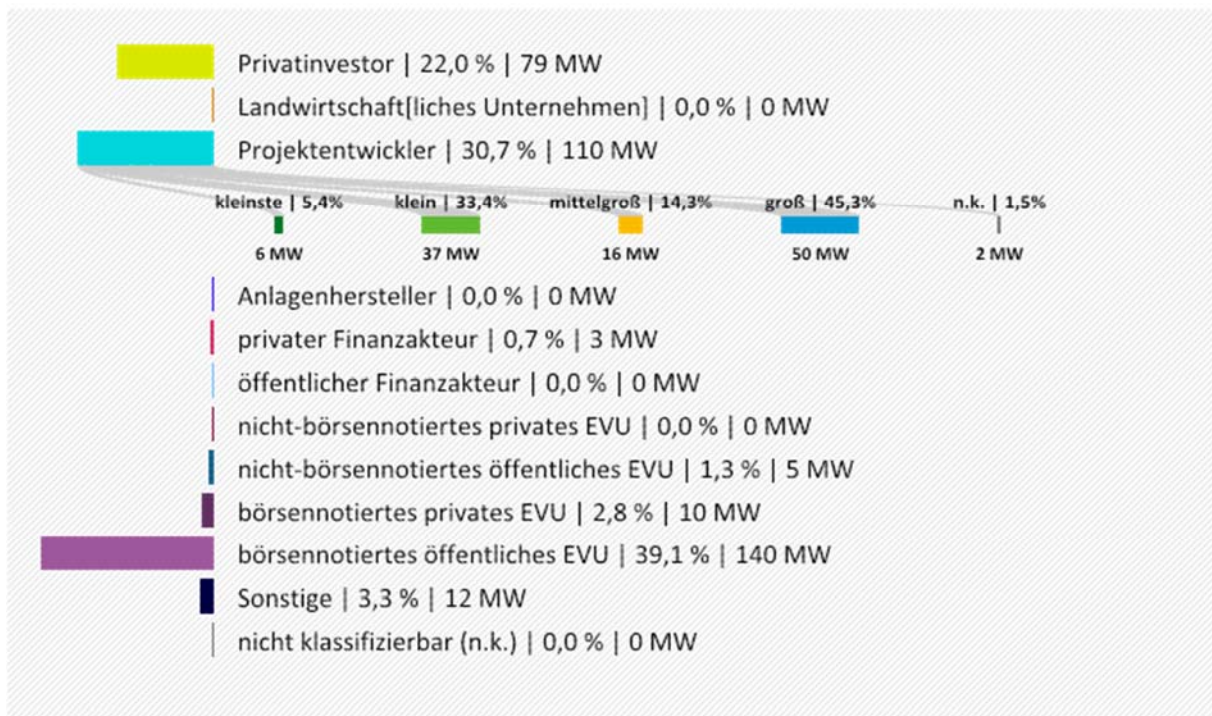 Privatinvestor | 22,0 % | 79 MW
Landwirtschaft[liches Unternehmen] | 0,0 % | 0 MW
Projektentwickler | 30,7 % | 110 MW
kleinste | 5,4% klein | 33,4% mittelgroß | 14,3% groß | 45,3% n.k. | 1,5%
6 MW 37 MW 16 MW 50 MW 2 MW
Anlagenhersteller | 0,0 % | 0 MW
privater Finanzakteur | 0,7 % | 3 MW
öffentlicher Finanzakteur | 0,0 % | 0 MW
nicht-börsennotiertes privates EVU | 0,0 % | 0 MW
nicht-börsennotiertes öffentliches EVU | 1,3 % | 5 MW
börsennotiertes privates EVU | 2,8 % | 10 MW
börsennotiertes öffentliches EVU | 39,1 % | 140 MW
Sonstige | 3,3 % | 12 MW
nicht klassifizierbar (n.k.) | 0,0 % | 0 MW